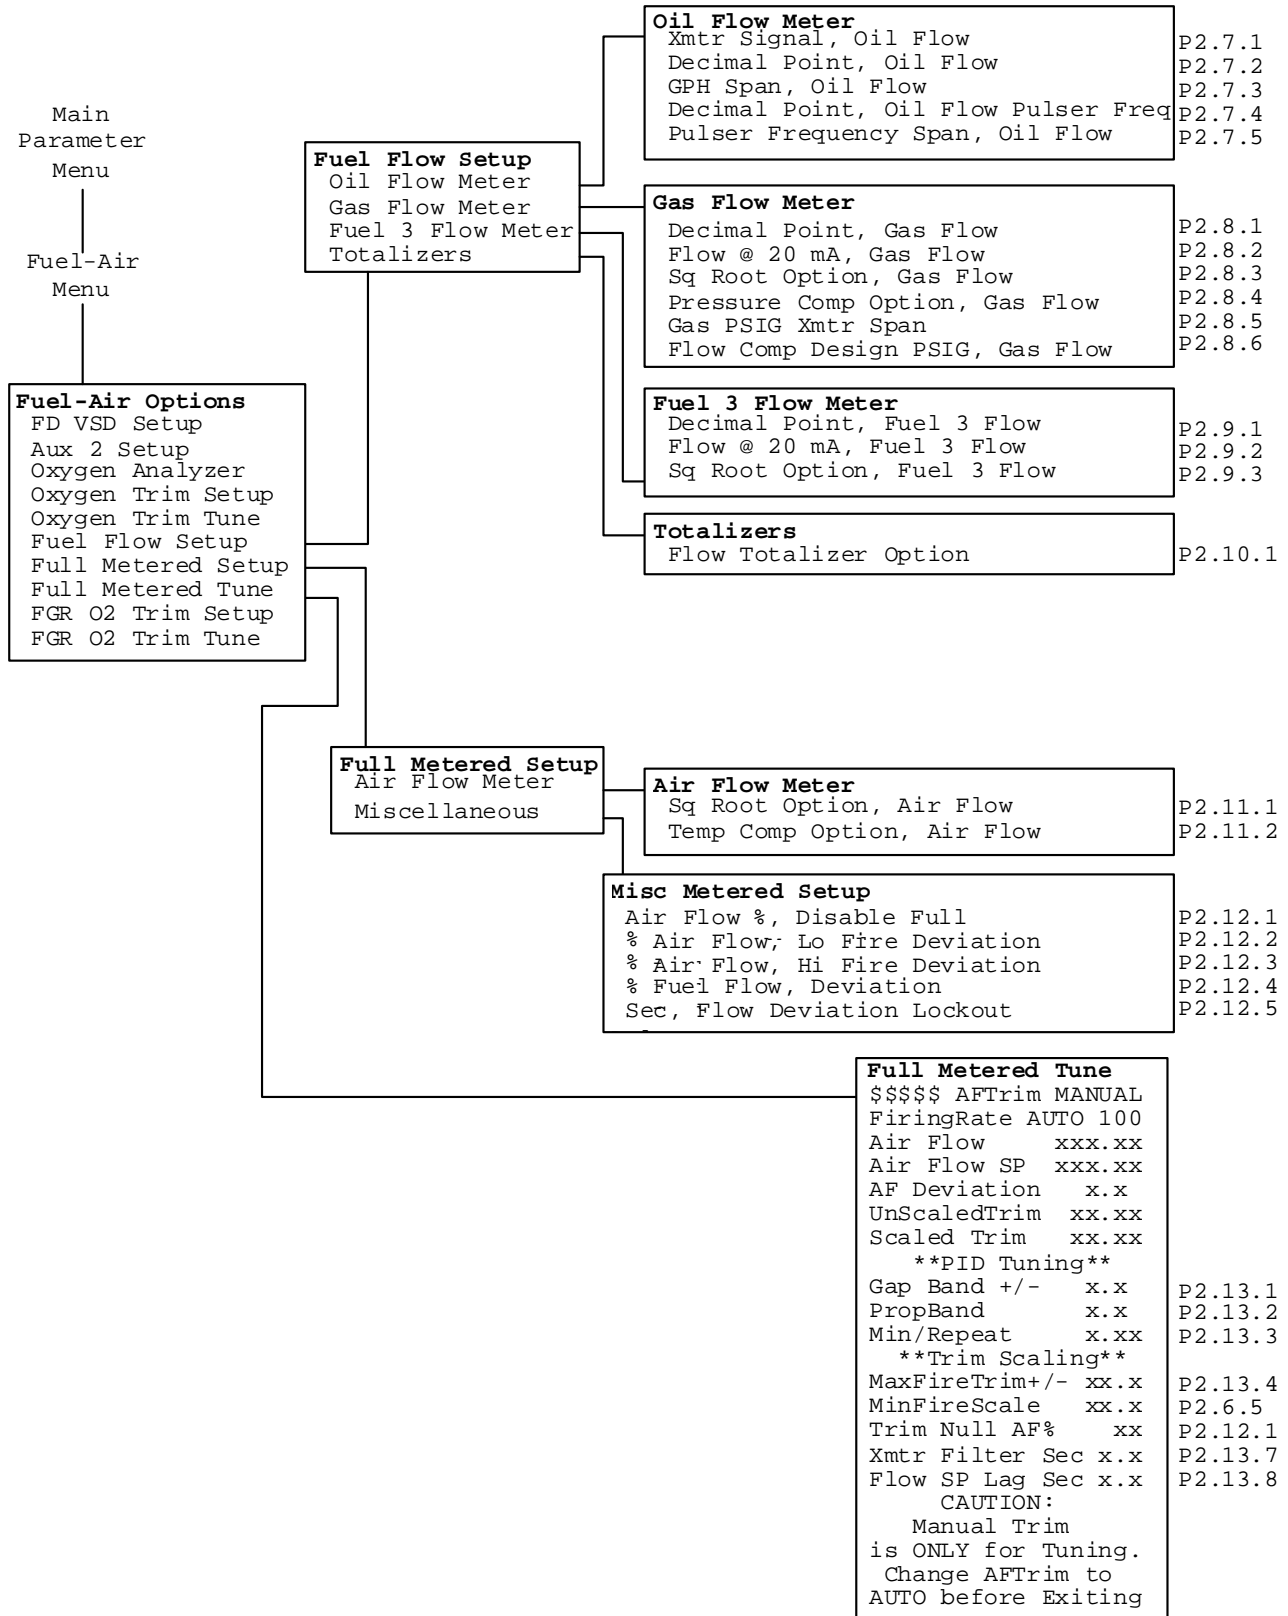 Main
Parameter
Menu
Fuel-Air
Menu
Fuel-Air Options
FD VSD Setup
Aux 2 Setup
Oxygen Analyzer
Oxygen Trim Setup
Oxygen Trim Tune
Fuel Flow Setup
Full Metered Setup
Full Metered Tune
FGR O2 Trim Setup
FGR O2 Trim Tune
Fuel Flow Setup
Oil Flow Meter
Gas Flow Meter
Fuel 3 Flow Meter
Totalizers
Oil Flow Meter
Xmtr Signal, Oil Flow P2.7.1
Decimal Point, Oil Flow P2.7.2
GPH Span, Oil Flow P2.7.3
Decimal Point, Oil Flow Pulser Freq P2.7.4
Pulser Frequency Span, Oil Flow P2.7.5
Gas Flow Meter
Decimal Point, Gas Flow P2.8.1
Flow @ 20 mA, Gas Flow P2.8.2
Sq Root Option, Gas Flow P2.8.3
Pressure Comp Option, Gas Flow P2.8.4
Gas PSIG Xmtr Span P2.8.5
Flow Comp Design PSIG, Gas Flow P2.8.6
Fuel 3 Flow Meter
Decimal Point, Fuel 3 Flow P2.9.1
Flow @ 20 mA, Fuel 3 Flow P2.9.2
Sq Root Option, Fuel 3 Flow P2.9.3
Totalizers
Flow Totalizer Option P2.10.1
Full Metered Setup
Air Flow Meter
Miscellaneous
Air Flow Meter
Sq Root Option, Air Flow P2.11.1
Temp Comp Option, Air Flow P2.11.2
Misc Metered Setup
Air Flow %, Disable Full P2.12.1
% Air Flow, Lo Fire Deviation P2.12.2
% Air Flow, Hi Fire Deviation P2.12.3
% Fuel Flow, Deviation P2.12.4
Sec, Flow Deviation Lockout P2.12.5
Full Metered Tune
$$$$$ AFTrim MANUAL
FiringRate AUTO 100
Air Flow xxx.xx
Air Flow SP xxx.xx
AF Deviation x.x
UnScaledTrim xx.xx
Scaled Trim xx.xx
**PID Tuning**
Gap Band +/- x.x P2.13.1
PropBand x.x P2.13.2
Min/Repeat x.xx P2.13.3
**Trim Scaling**
MaxFireTrim+/- xx.x P2.13.4
MinFireScale xx.x P2.6.5
Trim Null AF% xx P2.12.1
Xmtr Filter Sec x.x P2.13.7
Flow SP Lag Sec x.x P2.13.8
CAUTION:
Manual Trim
is ONLY for Tuning.
Change AFTrim to
AUTO before Exiting